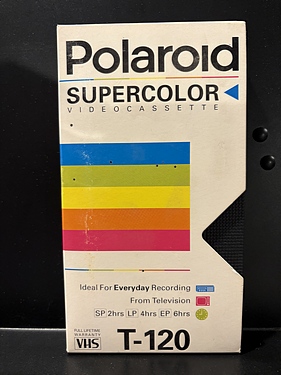 Polaroid
SUPERCOLOR
VIDEOCASSETTE
Ideal For Everyday Recording
From Television
SP 2hrs LP 4hrs EP 6hrs
FULL LIFETIME
WARRANTY
VHS T-120